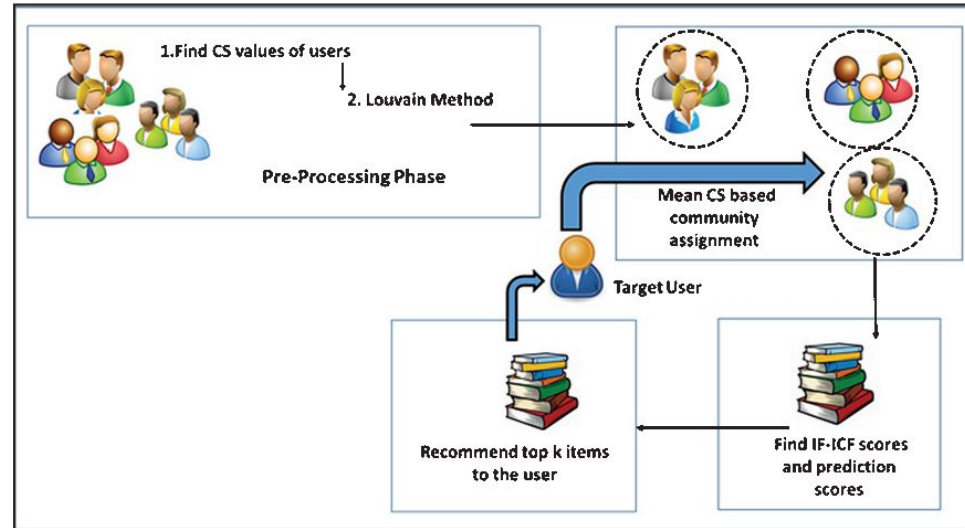 1.Find CS values of users
2. Louvain Method
Pre-Processing Phase
Mean CS based
community
assignment
Target User
Recommend top k items
to the user
Find IF-ICF scores
and prediction
scores